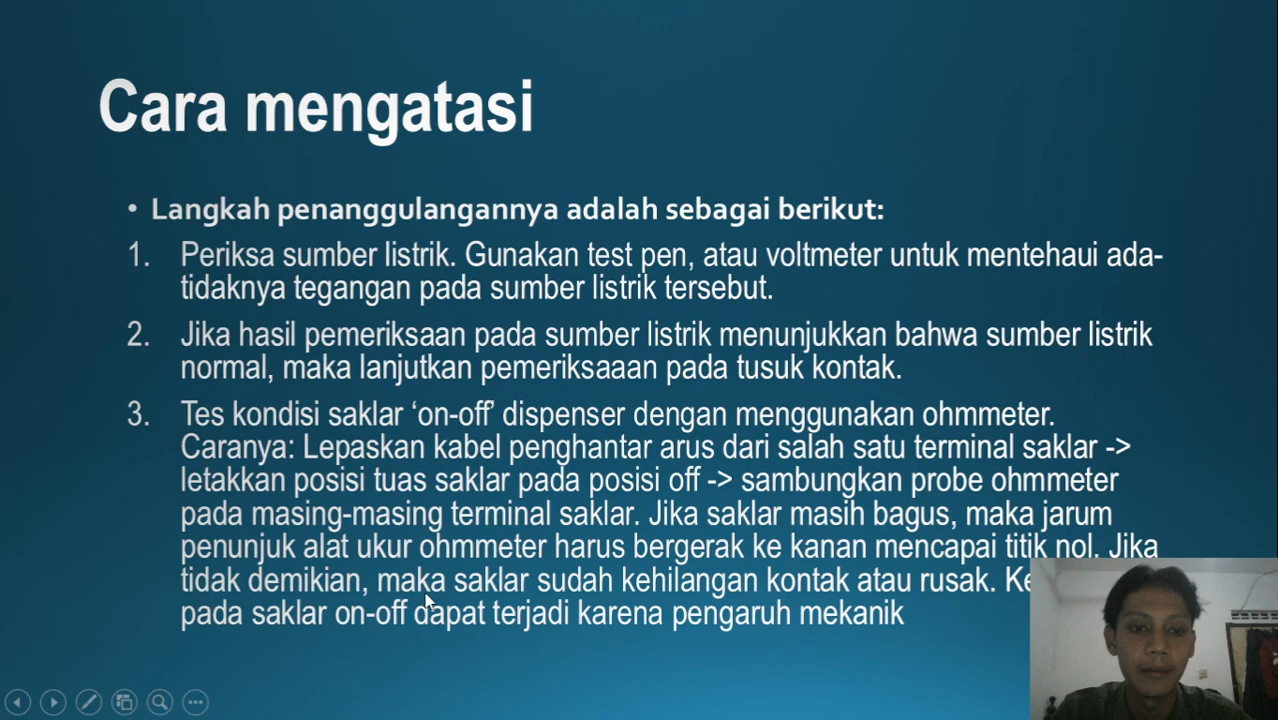 Cara mengatasi
• Langkah penanggulangannya adalah sebagai berikut:
1. Periksa sumber listrik. Gunakan test pen, atau voltmeter untuk mentehaui ada-
tidaknya tegangan pada sumber listrik tersebut.
2. Jika hasil pemeriksaan pada sumber listrik menunjukkan bahwa sumber listrik
normal, maka lanjutkan pemeriksaaan pada tusuk kontak.
3. Tes kondisi saklar ‘on-off’ dispenser dengan menggunakan ohmmeter.
Caranya: Lepaskan kabel penghantar arus dari salah satu terminal saklar ->
letakkan posisi tuas saklar pada posisi off -> sambungkan probe ohmmeter
pada masing-masing terminal saklar. Jika saklar masih bagus, maka jarum
penunjuk alat ukur ohmmeter harus bergerak ke kanan mencapai titik nol. Jika
tidak demikian, maka saklar sudah kehilangan kontak atau rusak.
pada saklar on-off dapat terjadi karena pengaruh mekanik